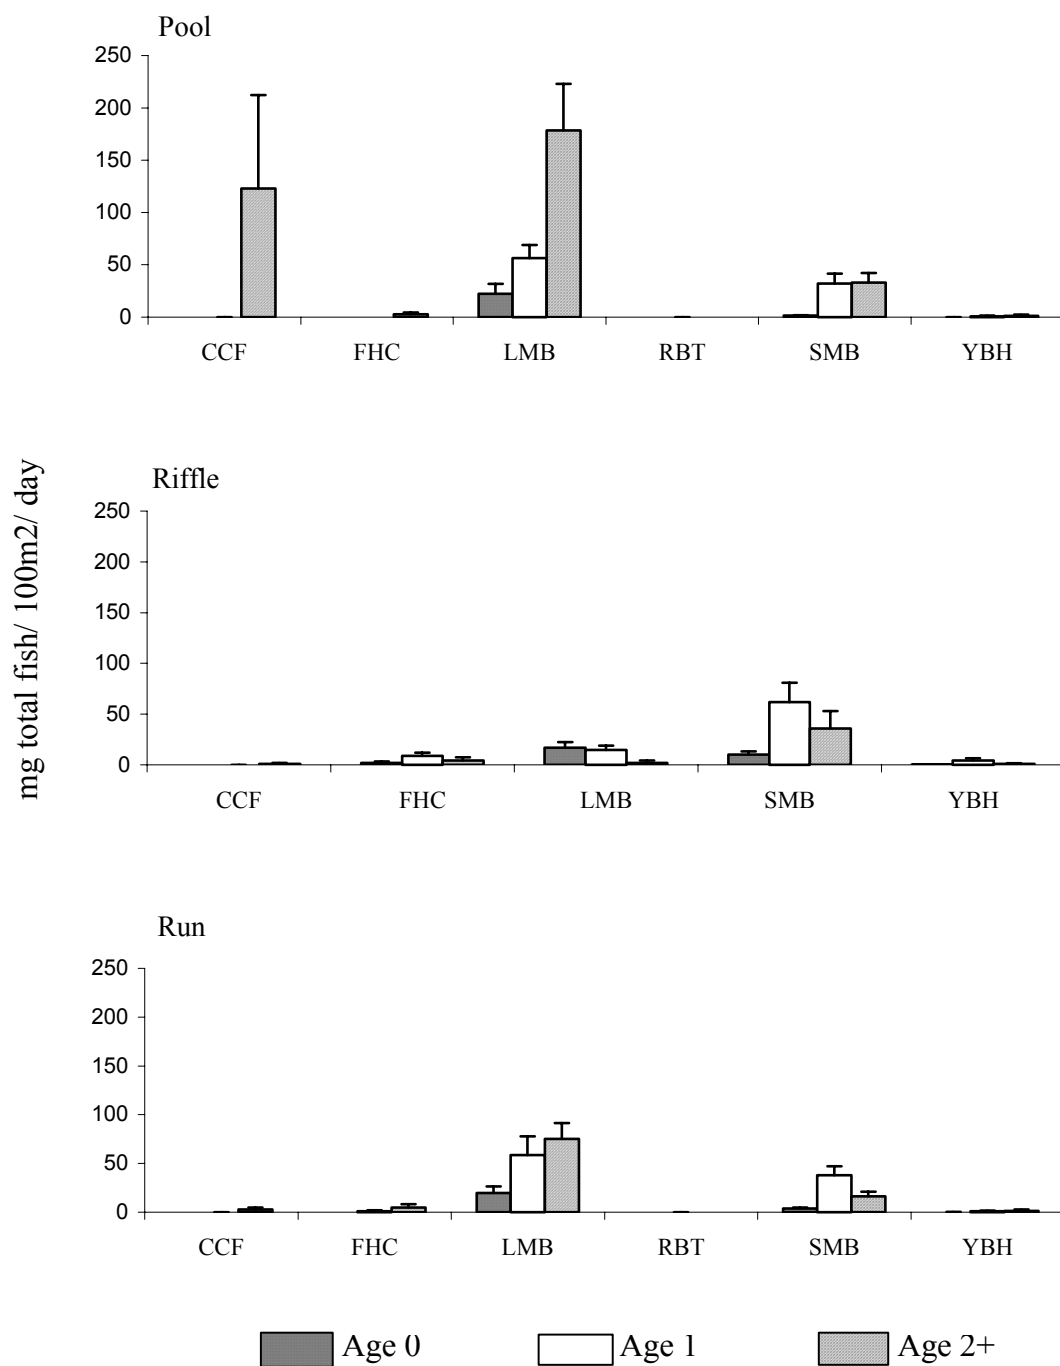 Pool
250
200
150
100
50
0
CCF FHC LMB RBT SMB YBH
mg total fish/ 100m2/ day
Riffle
250
200
150
100
50
0
CCF FHC LMB SMB YBH
Run
250
200
150
100
50
0
CCF FHC LMB RBT SMB YBH
Age 0 Age 1 Age 2+